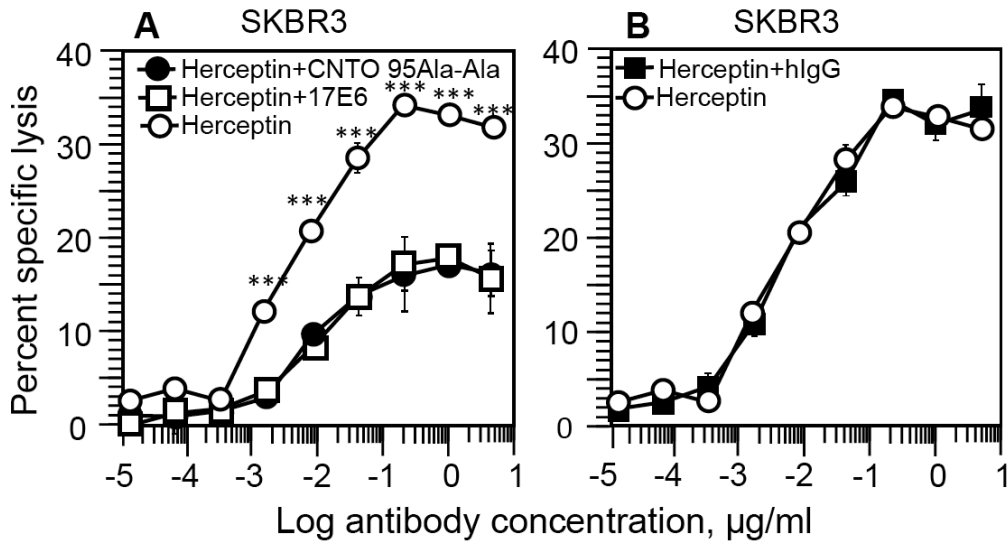 A SKBR3
40
Herceptin+CNTO 95Ala-Ala
Herceptin+17E6
Herceptin
***
***
***
***
***
***
30
20
10
0
-5 -4 -3 -2 -1 0 1
Percent specific lysis
B SKBR3
40
Herceptin+hIgG
Herceptin
30
20
10
0
-5 -4 -3 -2 -1 0 1
Log antibody concentration, µg/ml